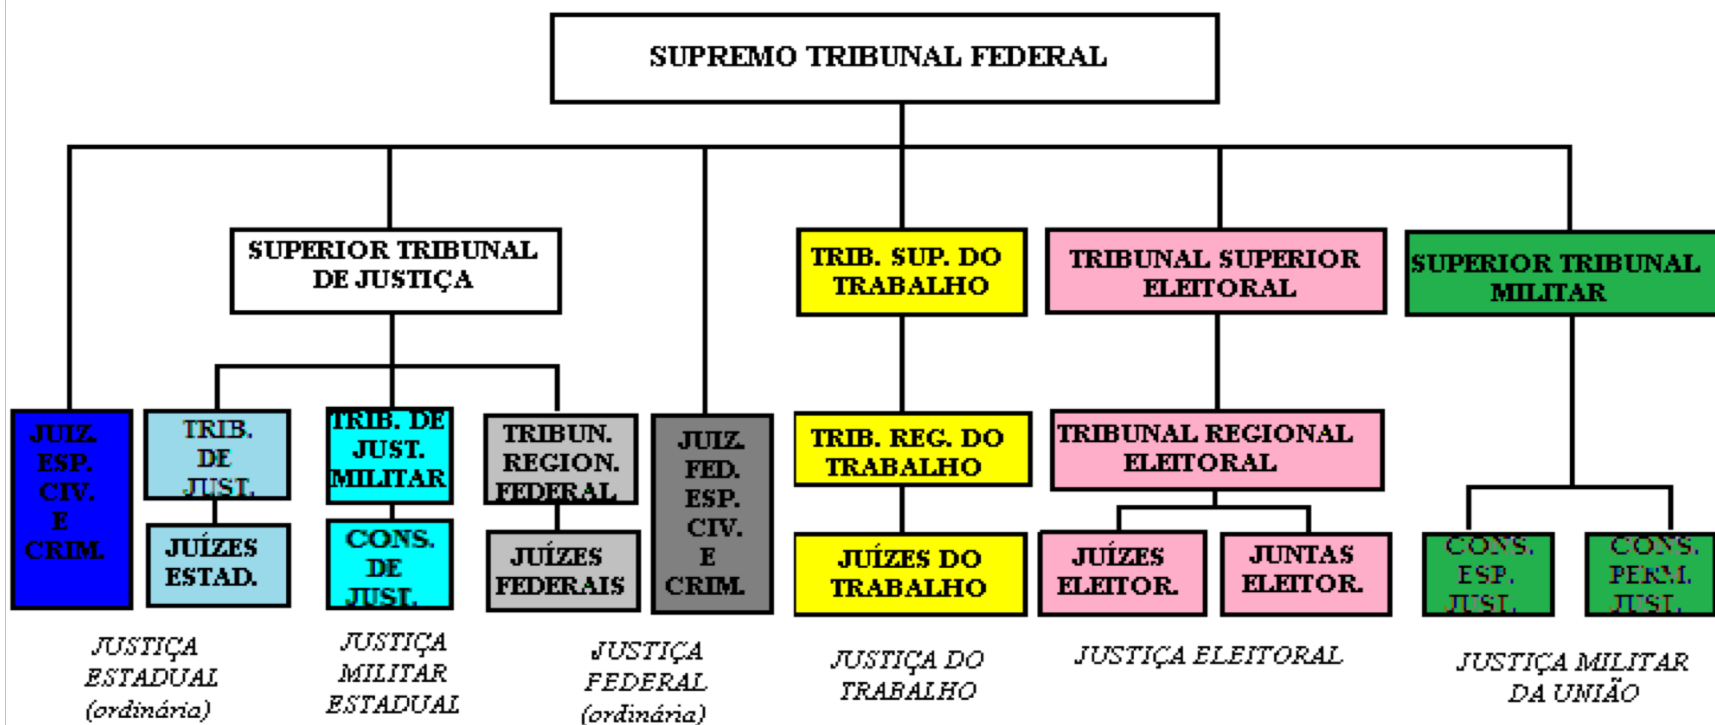 SUPREMO TRIBUNAL FEDERAL
SUPERIOR TRIBUNAL
DE JUSTIÇA
TRIB. SUP. DO
TRABALHO
TRIBUNAL SUPERIOR
ELEITORAL
SUPERIOR TRIBUNAL
MILITAR
JUIZ.
ESP.
CIV.
E
CRIM.
TRIB.
DE
JUST.
TRIB. DE
JUST.
MILITAR
TRIBUN.
REGION.
FEDERAL
JUIZ.
FED.
ESP.
CIV.
E
CRIM.
TRIB. REG. DO
TRABALHO
TRIBUNAL REGIONAL
ELEITORAL
JUÍZES
ESTAD.
CONS.
DE
JUST.
JUÍZES
FEDERAIS
JUÍZES DO
TRABALHO
JUÍZES
ELEITOR.
JUNTAS
ELEITOR.
CONS.
ESP.
JUST.
CONS.
PERM.
JUST.
JUSTIÇA
ESTADUAL
(ordinária)
JUSTIÇA
MILITAR
ESTADUAL
JUSTIÇA
FEDERAL
(ordinária)
JUSTIÇA DO
TRABALHO
JUSTIÇA ELEITORAL
JUSTIÇA MILITAR
DA UNIÃO